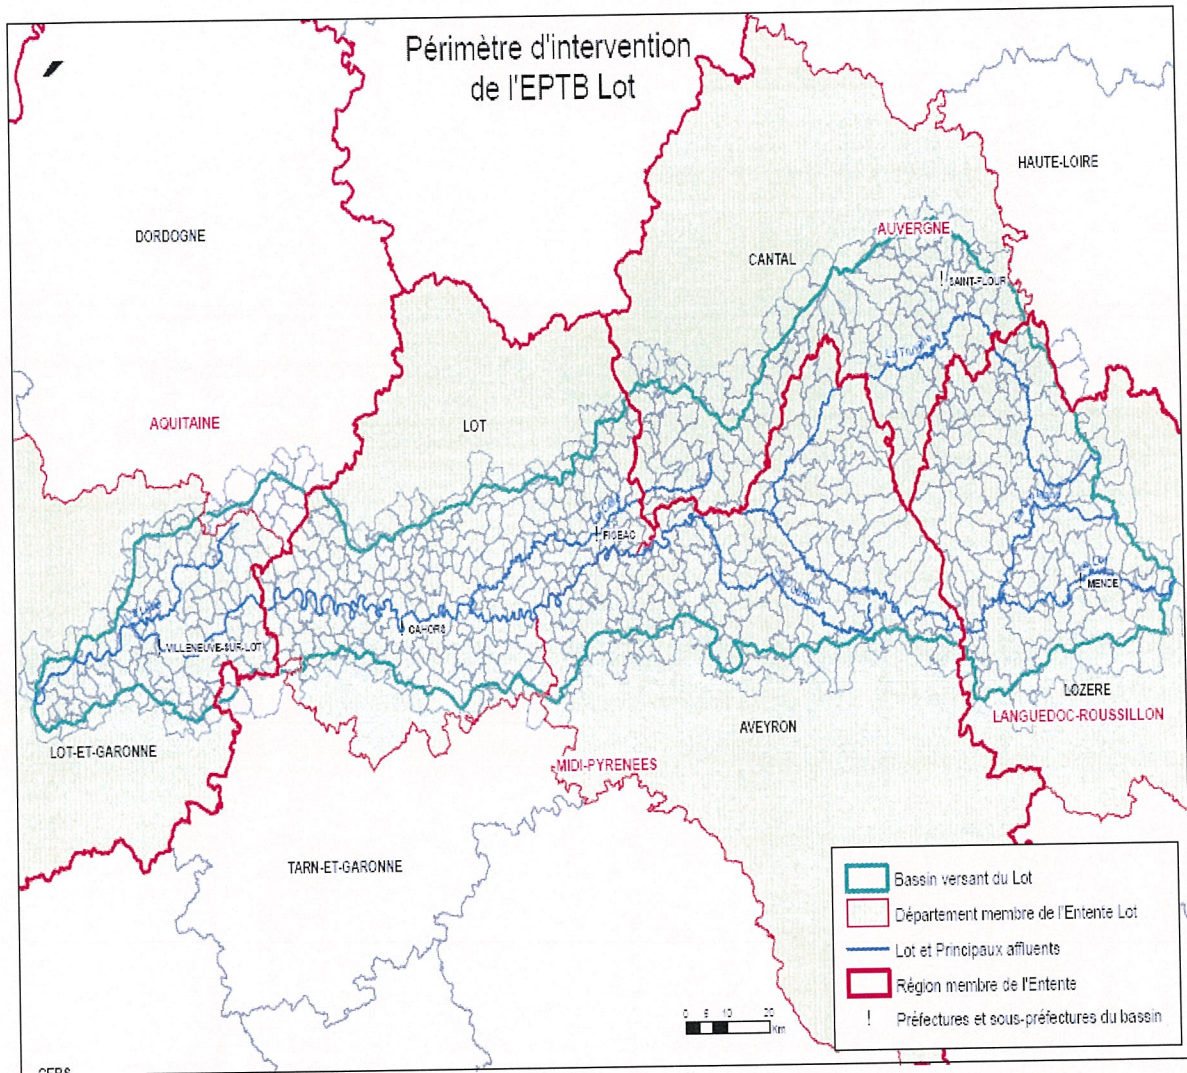 Périmètre d'intervention
de l'EPTB Lot
HAUTE-LOIRE
DORDOGNE
AUVERGNE
CANTAL
SAINT-FLOUR
La Tru
AQUITAINE
LOT
FIGEAC
MENDE
CAHORS
VILLENEUVE-SUR-LOT
LOZERE
LANGUEDOC-ROUSSILLON
AVEYRON
LOT-ET-GARONNE
MIDI-PYRENEES
TARN-ET-GARONNE
Bassin versant du Lot
Département membre de l'Entente Lot
Lot et Principaux affluents
Région membre de l'Entente
! Préfectures et sous-préfectures du bassin
0 5 10 20
Km